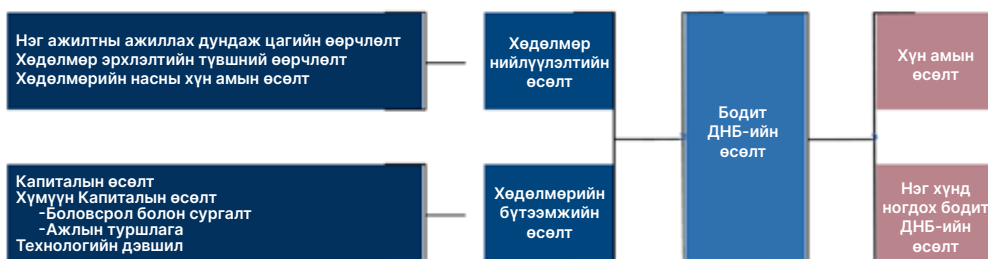 Нэг ажилтны ажиллах дундаж цагийн өөрчлөлт
Хөдөлмөр эрхлэлтийн түвшний өөрчлөлт
Хөдөлмөрийн насны хүн амын өсөлт
Хөдөлмөр
нийлүүлэлтийн
өсөлт
Капиталын өсөлт
Хүмүүн Капиталын өсөлт
-Боловсрол болон сургалт
-Ажлын туршлага
Технологийн дэвшил
Хөдөлмөрийн
бүтээмжийн
өсөлт
Бодит
ДНБ-ийн
өсөлт
Хүн амын
өсөлт
Нэг хүнд
ногдох бодит
ДНБ-ийн
өсөлт